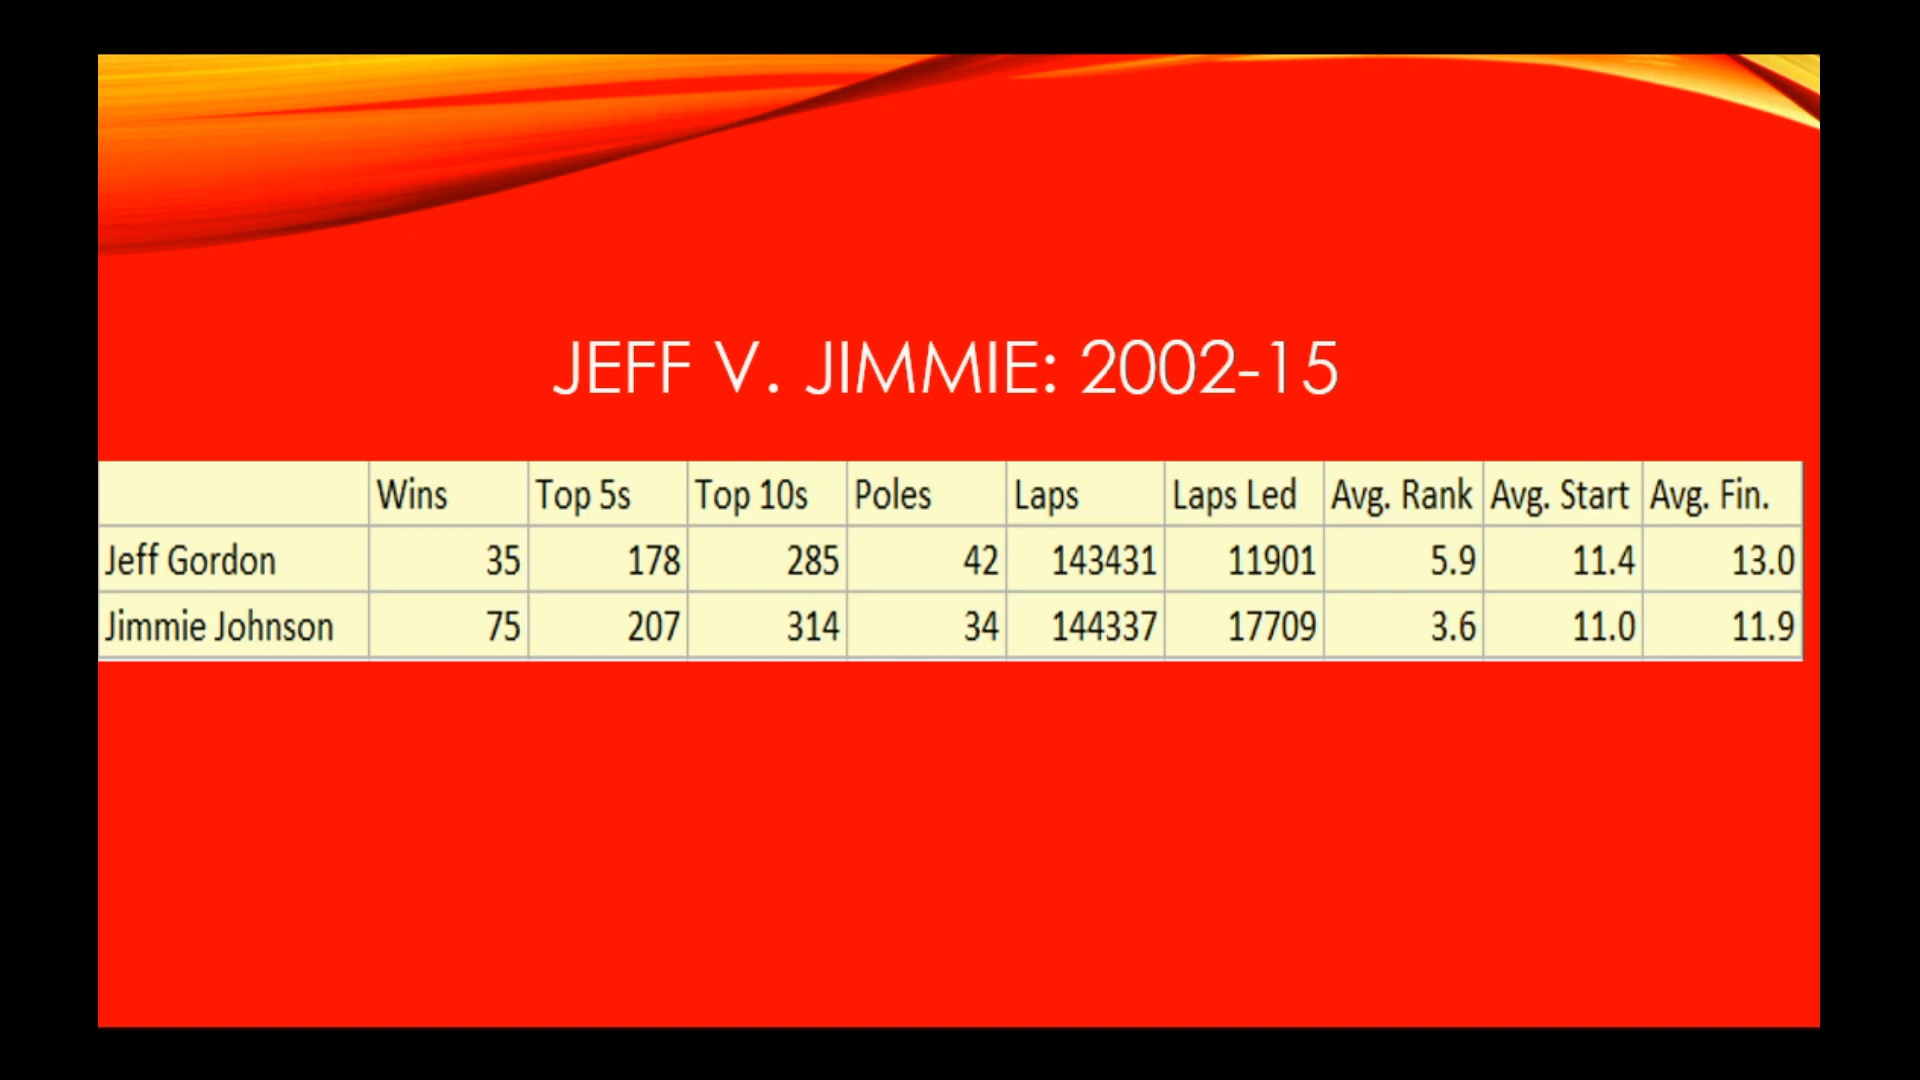 JEFF V. JIMMIE: 2002-15
Wins Top 5s Top 10s Poles Laps Laps Led Avg. Rank Avg. Start Avg. Fin.
Jeff Gordon 35 178 285 42 143431 11901 5.9 11.4 13.0
Jimmie Johnson 75 207 314 34 144337 17709 3.6 11.0 11.9